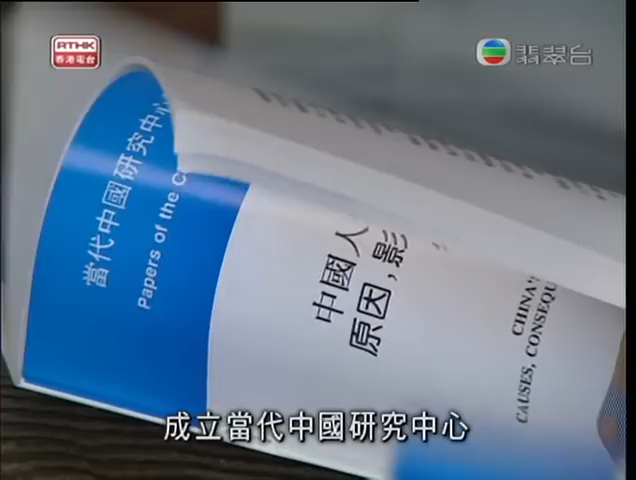 RTHK
香港電台
翡翠台
當代中國研究中心
Papers of the C
中國人
原因，影
CHINA'
CAUSES, CONSEQU
成立當代中國研究中心